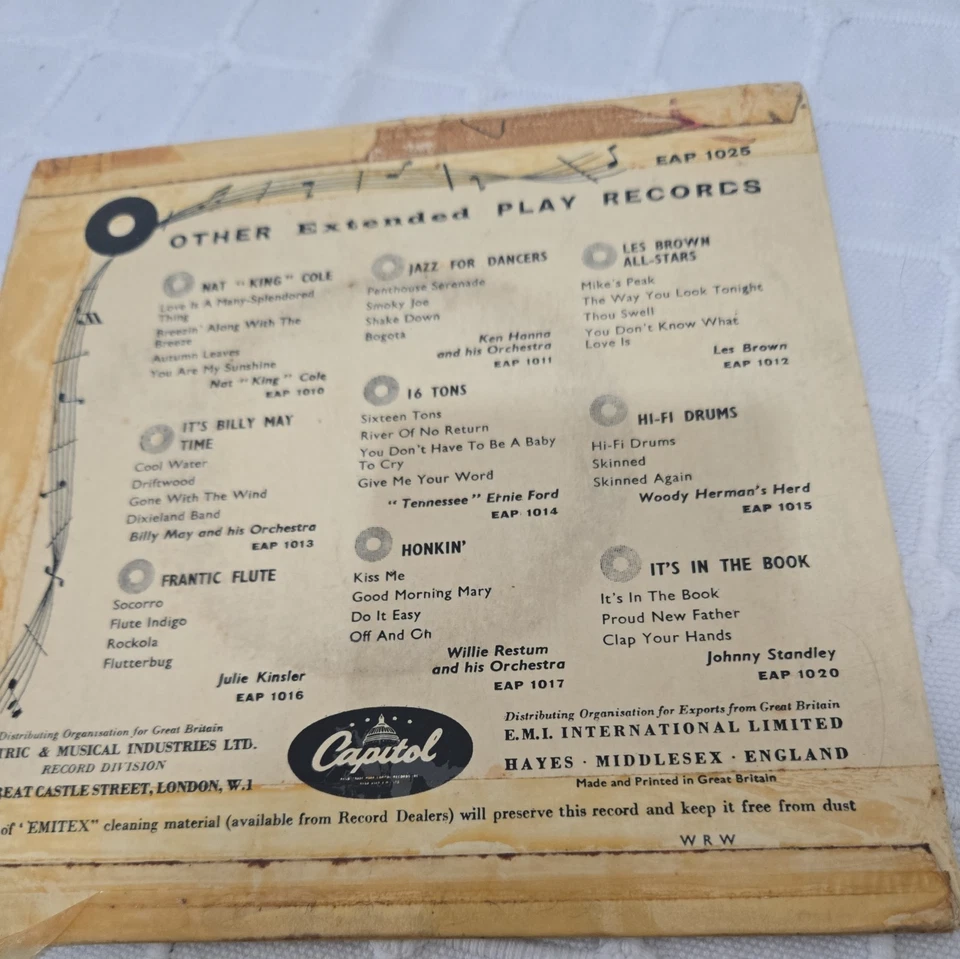 EAP 1025
OTHER Extended PLAY RECORDS
NAT "KING" COLE
Love Is A Many-Splendored
Thing
Breezin' Along With The
Breeze
Autumn Leaves
You Are My Sunshine
Nat "King" Cole
EAP 1010
JAZZ FOR DANCERS
Penthouse Serenade
Smoky Joe
Shake Down
Bogota
Ken Hanna
and his Orchestra
EAP 1011
LES BROWN
ALL-STARS
Mike's Peak
The Way You Look Tonight
Thou Swell
You Don't Know What
Love Is
Les Brown
EAP 1012
IT'S BILLY MAY
TIME
Cool Water
Driftwood
Gone With The Wind
Dixieland Band
Billy May and his Orchestra
EAP 1013
16 TONS
Sixteen Tons
River Of No Return
You Don't Have To Be A Baby
To Cry
Give Me Your Word
"Tennessee" Ernie Ford
EAP 1014
HI-FI DRUMS
Hi-Fi Drums
Skinned
Skinned Again
Woody Herman's Herd
EAP 1015
FRANTIC FLUTE
Socorro
Flute Indigo
Rockola
Flutterbug
Julie Kinsler
EAP 1016
HONKIN'
Kiss Me
Good Morning Mary
Do It Easy
Off And Oh
Willie Restum
and his Orchestra
EAP 1017
IT'S IN THE BOOK
It's In The Book
Proud New Father
Clap Your Hands
Johnny Standley
EAP 1020
Distributing Organisation for Great Britain
TRIC & MUSICAL INDUSTRIES LTD.
RECORD DIVISION
REAT CASTLE STREET, LONDON, W.1
Capitol
Distributing Organisation for Exports from Great Britain
E.M.I. INTERNATIONAL LIMITED
HAYES · MIDDLESEX · ENGLAND
Made and Printed in Great Britain
of 'EMITEX" cleaning material (available from Record Dealers) will preserve this record and keep it free from dust
W R W